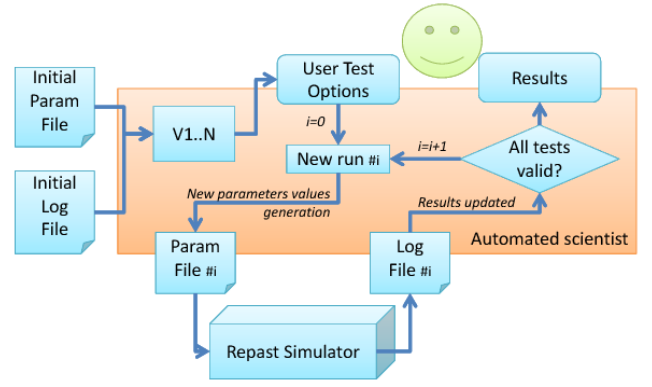 Initial
Param
File
User Test
Options
Results
V1..N
i=0
New run #i
i=i+1
All tests
valid?
Initial
Log
File
New parameters values
generation
Results updated
Param
File #i
Log
File #i
Automated scientist
Repast Simulator